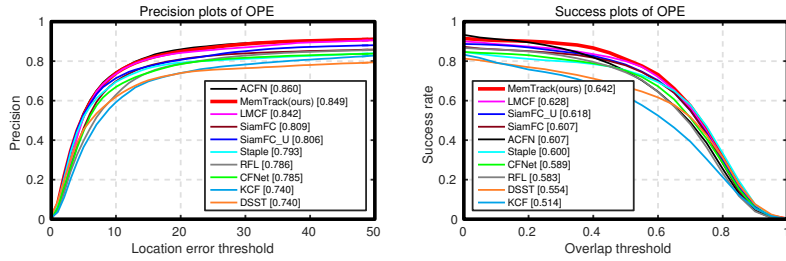 Precision plots of OPE
1
0.8
0.6
0.4
0.2
0
Precision
ACFN [0.860]
MemTrack(ours) [0.849]
LMCF [0.842]
SiamFC [0.809]
SiamFC_U [0.806]
Staple [0.793]
RFL [0.786]
CFNet [0.785]
KCF [0.740]
DSST [0.740]
0 10 20 30 40 50
Location error threshold
Success plots of OPE
1
0.8
0.6
0.4
0.2
0
Success rate
MemTrack(ours) [0.642]
LMCF [0.628]
SiamFC_U [0.618]
SiamFC [0.607]
ACFN [0.607]
Staple [0.600]
CFNet [0.589]
RFL [0.583]
DSST [0.554]
KCF [0.514]
0 0.2 0.4 0.6 0.8 1
Overlap threshold